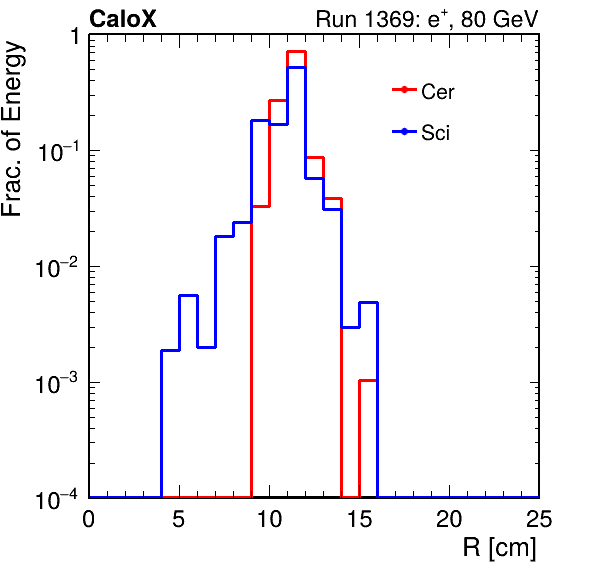 CaloX Run 1369: e⁺, 80 GeV
Frac. of Energy
1
10⁻¹
10⁻²
10⁻³
10⁻⁴
Cer
Sci
0 5 10 15 20 25
R [cm]